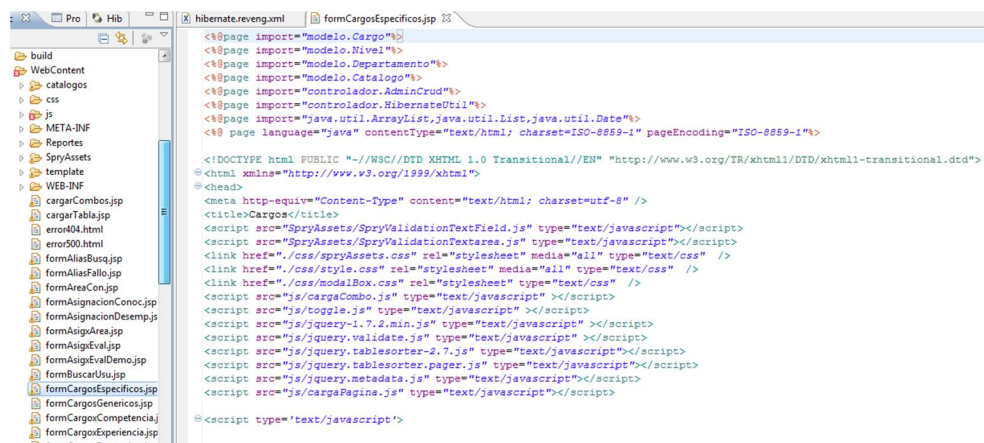 Pro
Hib
build
WebContent
catalogos
css
js
META-INF
Reportes
SpryAssets
template
WEB-INF
cargarCombos.jsp
cargarTabla.jsp
error404.html
error500.html
formAliasBusq.jsp
formAliasFallo.jsp
formAreaCon.jsp
formAsignacionConoc.jsp
formAsignacionDesemp.js
formAsigxArea.jsp
formAsigxEval.jsp
formAsigxEvalDemo.jsp
formBuscarUsu.jsp
formCargosEspecificos.jsp
formCargosGenericos.jsp
formCargoxCompetencia.j
formCargoxExperiencia.jsp
hibernate.reveng.xml
formCargosEspecificos.jsp
<%@page import="modelo.Cargo"%>
<%@page import="modelo.Nivel"%>
<%@page import="modelo.Departamento"%>
<%@page import="modelo.Catalogo"%>
<%@page import="controlador.AdminCrud"%>
<%@page import="controlador.HibernateUtil"%>
<%@page import="java.util.ArrayList,java.util.List,java.util.Date"%>
<%@ page language="java" contentType="text/html; charset=ISO-8859-1" pageEncoding="ISO-8859-1"%>
<!DOCTYPE html PUBLIC "-//W3C//DTD XHTML 1.0 Transitional//EN" "http://www.w3.org/TR/xhtml1/DTD/xhtml1-transitional.dtd">
<html xmlns="http://www.w3.org/1999/xhtml">
<head>
<meta http-equiv="Content-Type" content="text/html; charset=utf-8" />
<title>Cargos</title>
<script src="SpryAssets/SpryValidationTextField.js" type="text/javascript"></script>
<script src="SpryAssets/SpryValidationTextarea.js" type="text/javascript"></script>
<link href="./css/spryAssets.css" rel="stylesheet" media="all" type="text/css"  />
<link href="./css/style.css" rel="stylesheet" media="all" type="text/css"  />
<link href="./css/modalBox.css" rel="stylesheet" type="text/css"  />
<script src="js/cargaCombo.js" type="text/javascript" ></script>
<script src="js/toggle.js" type="text/javascript" ></script>
<script src="js/jquery-1.7.2.min.js" type="text/javascript" ></script>
<script src="js/jquery.validate.js" type="text/javascript" ></script>
<script src="js/jquery.tablesorter-2.7.js" type="text/javascript"></script>
<script src="js/jquery.tablesorter.pager.js" type="text/javascript"></script>
<script src="js/jquery.metadata.js" type="text/javascript"></script>
<script src="js/cargaPagina.js" type="text/javascript"></script>
<script type='text/javascript'>